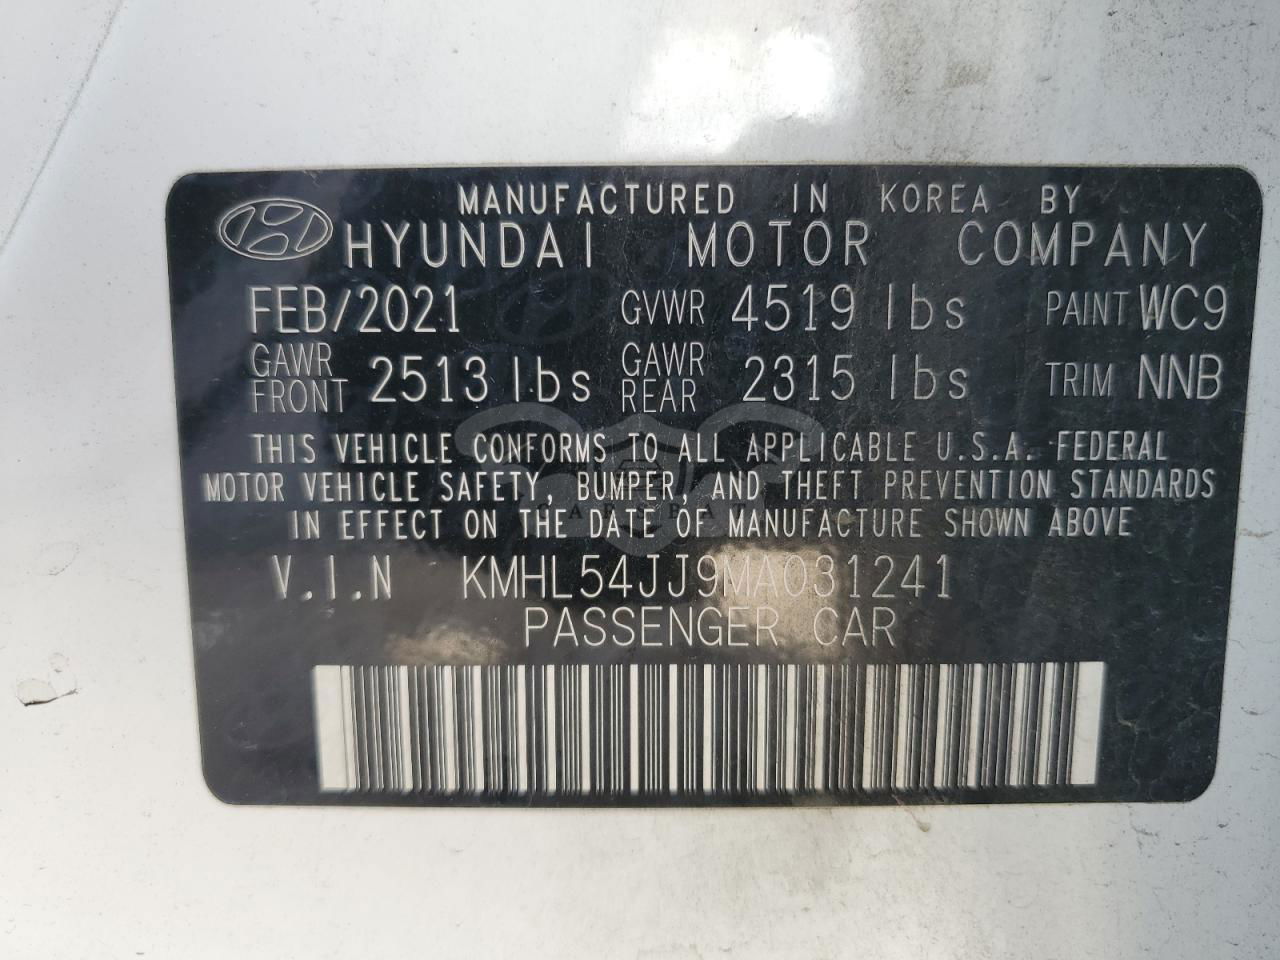 MANUFACTURED IN KOREA BY
HYUNDAI MOTOR COMPANY
FEB/2021 GVWR 4519 lbs PAINT WC9
GAWR FRONT 2513 lbs GAWR REAR 2315 lbs TRIM NNB
THIS VEHICLE CONFORMS TO ALL APPLICABLE U.S.A. FEDERAL
MOTOR VEHICLE SAFETY, BUMPER, AND THEFT PREVENTION STANDARDS
IN EFFECT ON THE DATE OF MANUFACTURE SHOWN ABOVE
V.I.N KMHL54JJ9MA031241
PASSENGER CAR